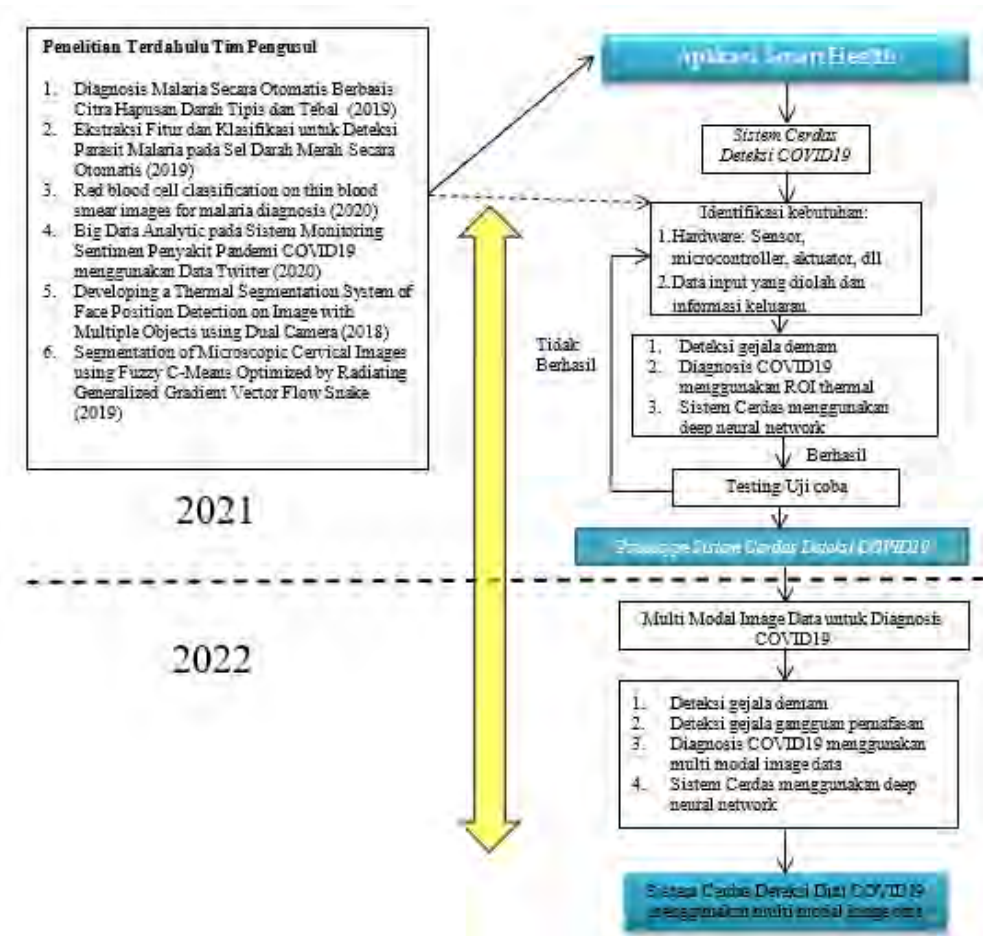 Penelitian Terdahulu Tim Pengusul
1. Diagnosis Malaria Secara Otomatis Berbasis
Citra Hapusan Darah Tipis dan Tebal (2019)
2. Ekstraksi Fitur dan Klasifikasi untuk Deteksi
Parasit Malaria pada Sel Darah Merah Secara
Otomatis (2019)
3. Red blood cell classification on thin blood
smear images for malaria diagnosis (2020)
4. Big Data Analytic pada Sistem Monitoring
Sentimen Penyakit Pandemi COVID19
menggunakan Data Twitter (2020)
5. Developing a Thermal Segmentation System of
Face Position Detection on Image with
Multiple Objects using Dual Camera (2018)
6. Segmentation of Microscopic Cervical Images
using Fuzzy C-Means Optimized by Radiating
Generalized Gradient Vector Flow Snake
(2019)
2021
2022
Aplikasi Smart Health
Sistem Cerdas
Deteksi COVID19
Identifikasi kebutuhan:
1.Hardware: Sensor,
microcontroller, aktuator, dll
2.Data input yang diolah dan
informasi keluaran
Tidak
Berhasil
1. Deteksi gejala demam
2. Diagnosis COVID19
menggunakan ROI thermal
3. Sistem Cerdas menggunakan
deep neural network
Berhasil
Testing/Uji coba
Prototype Sistem Cerdas Deteksi COVID19
Multi Modal Image Data untuk Diagnosis
COVID19
1. Deteksi gejala demam
2. Deteksi gejala gangguan pernafasan
3. Diagnosis COVID19 menggunakan
multi modal image data
4. Sistem Cerdas menggunakan deep
neural network
Sistem Cerdas Deteksi Dini COVID19
menggunakan multi modal image data